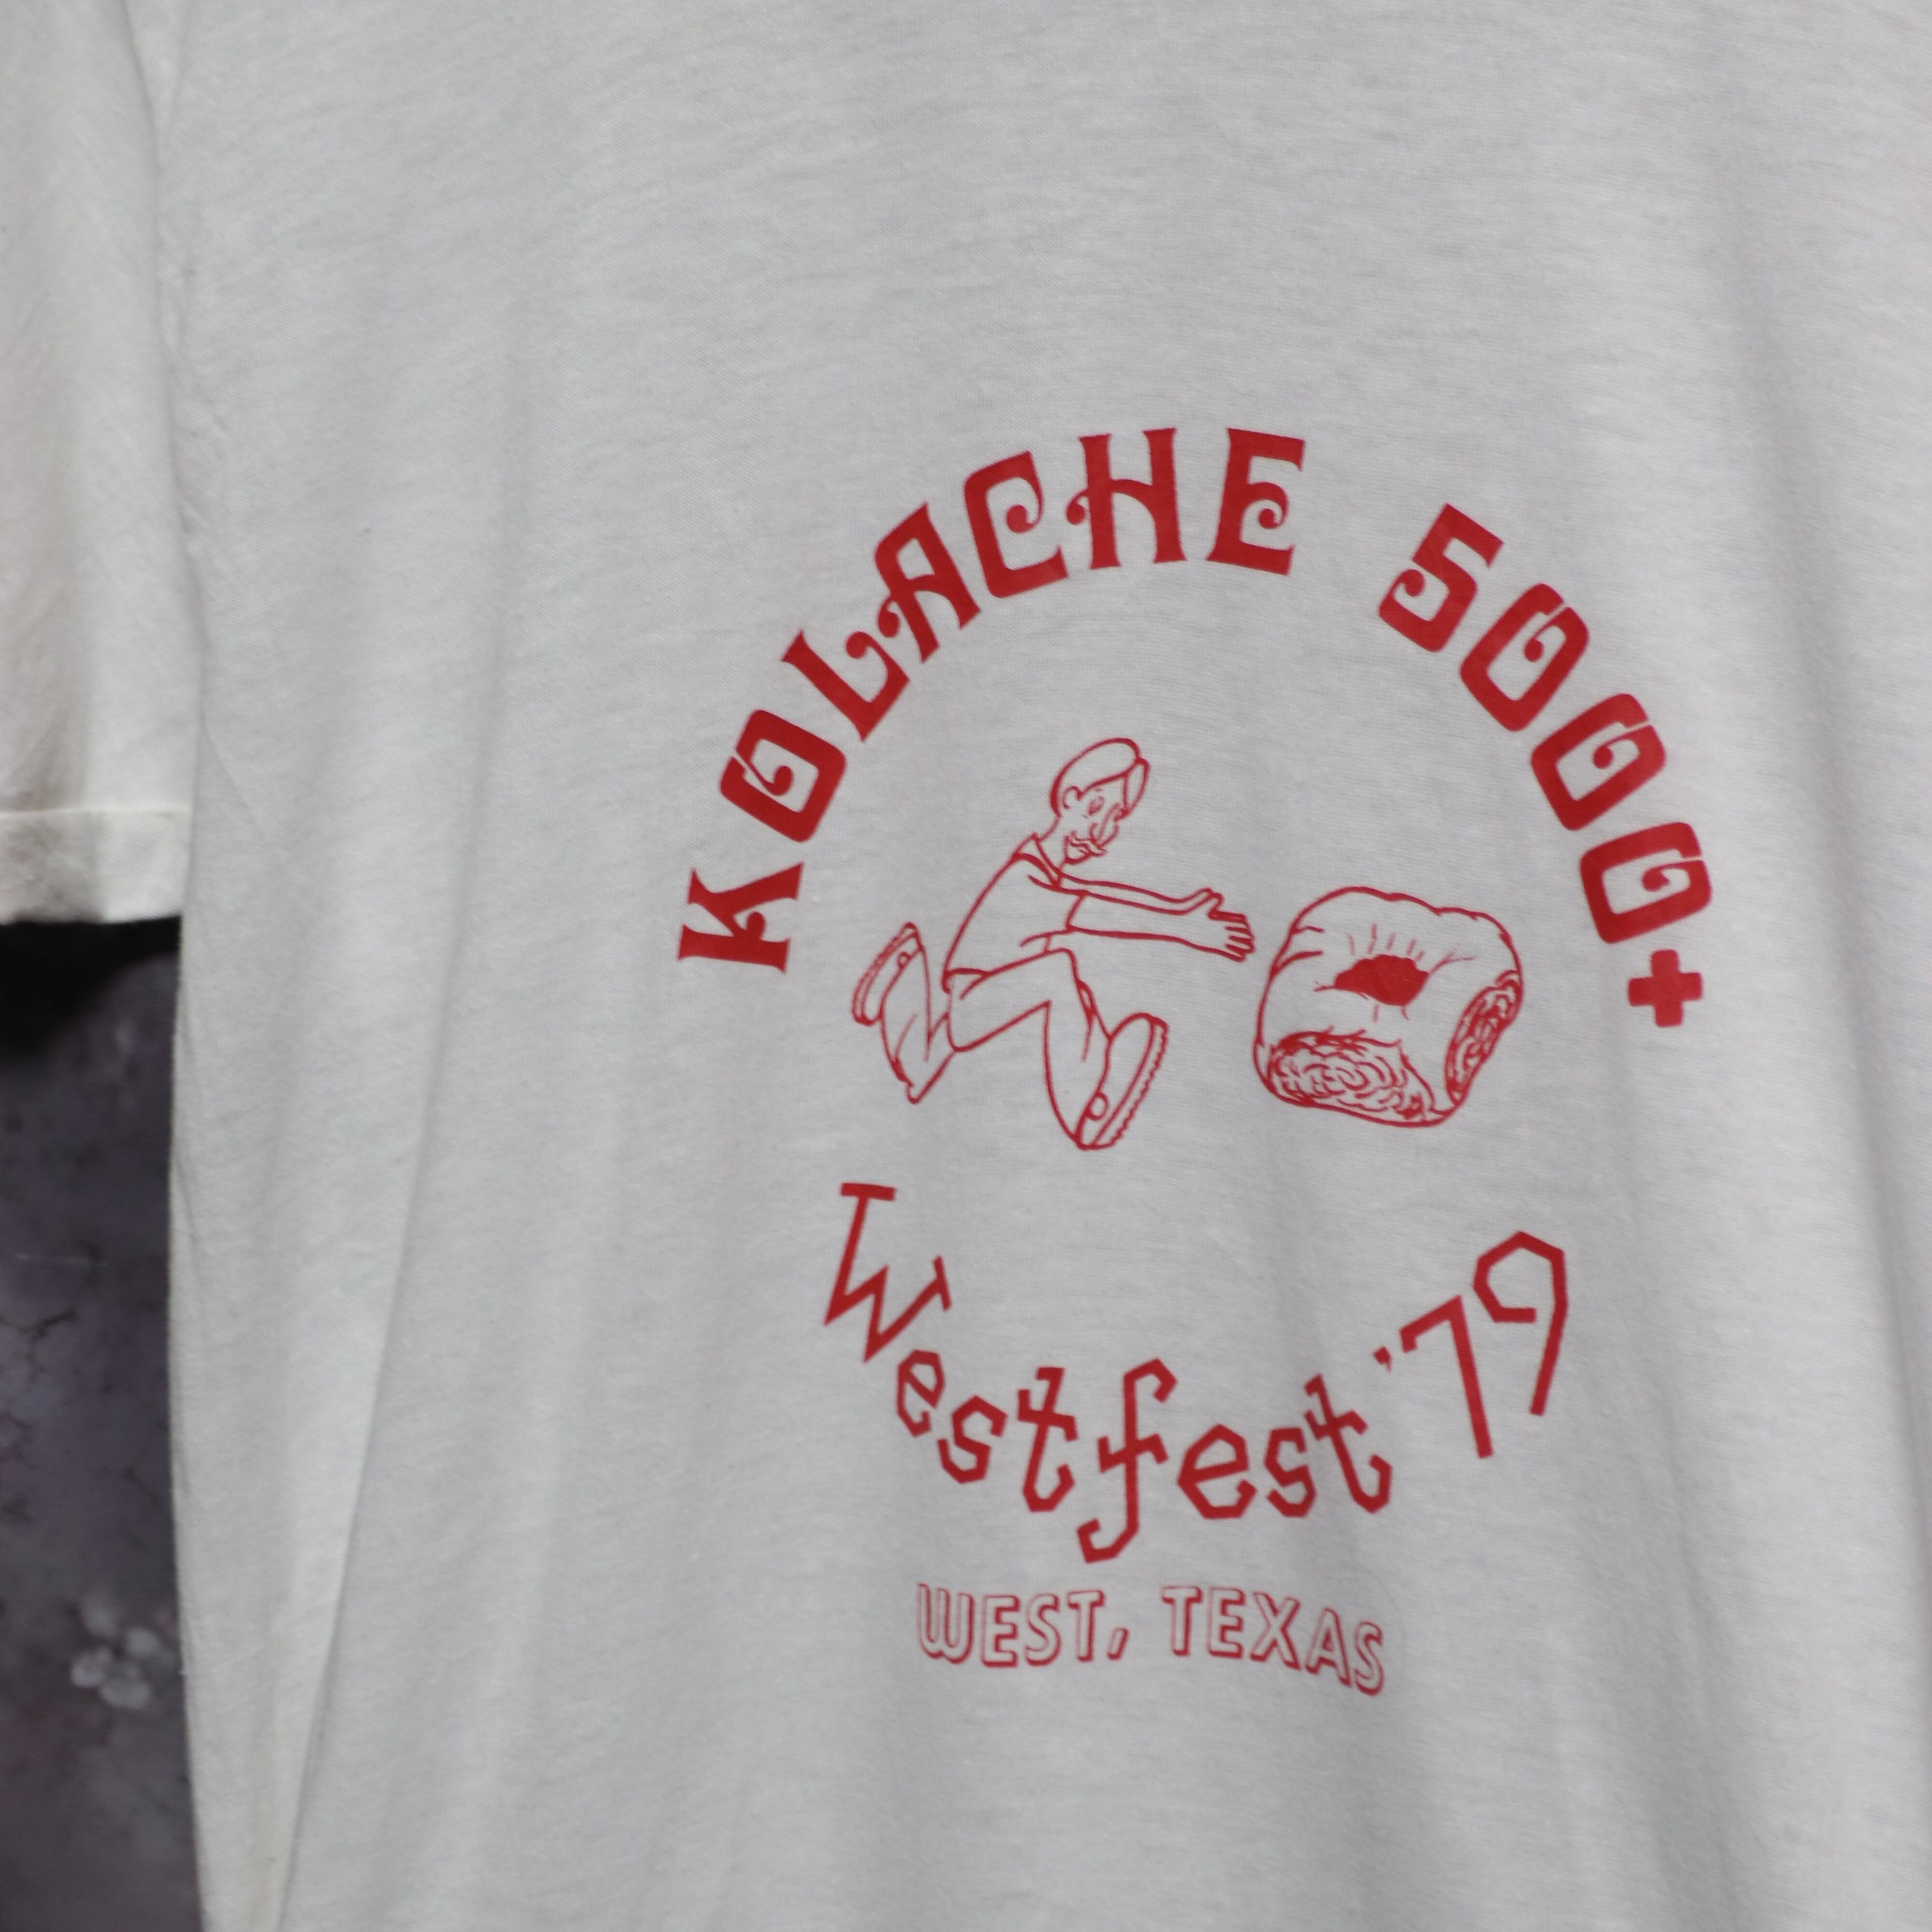 KOLACHE 5000+
Westfest '79
WEST, TEXAS